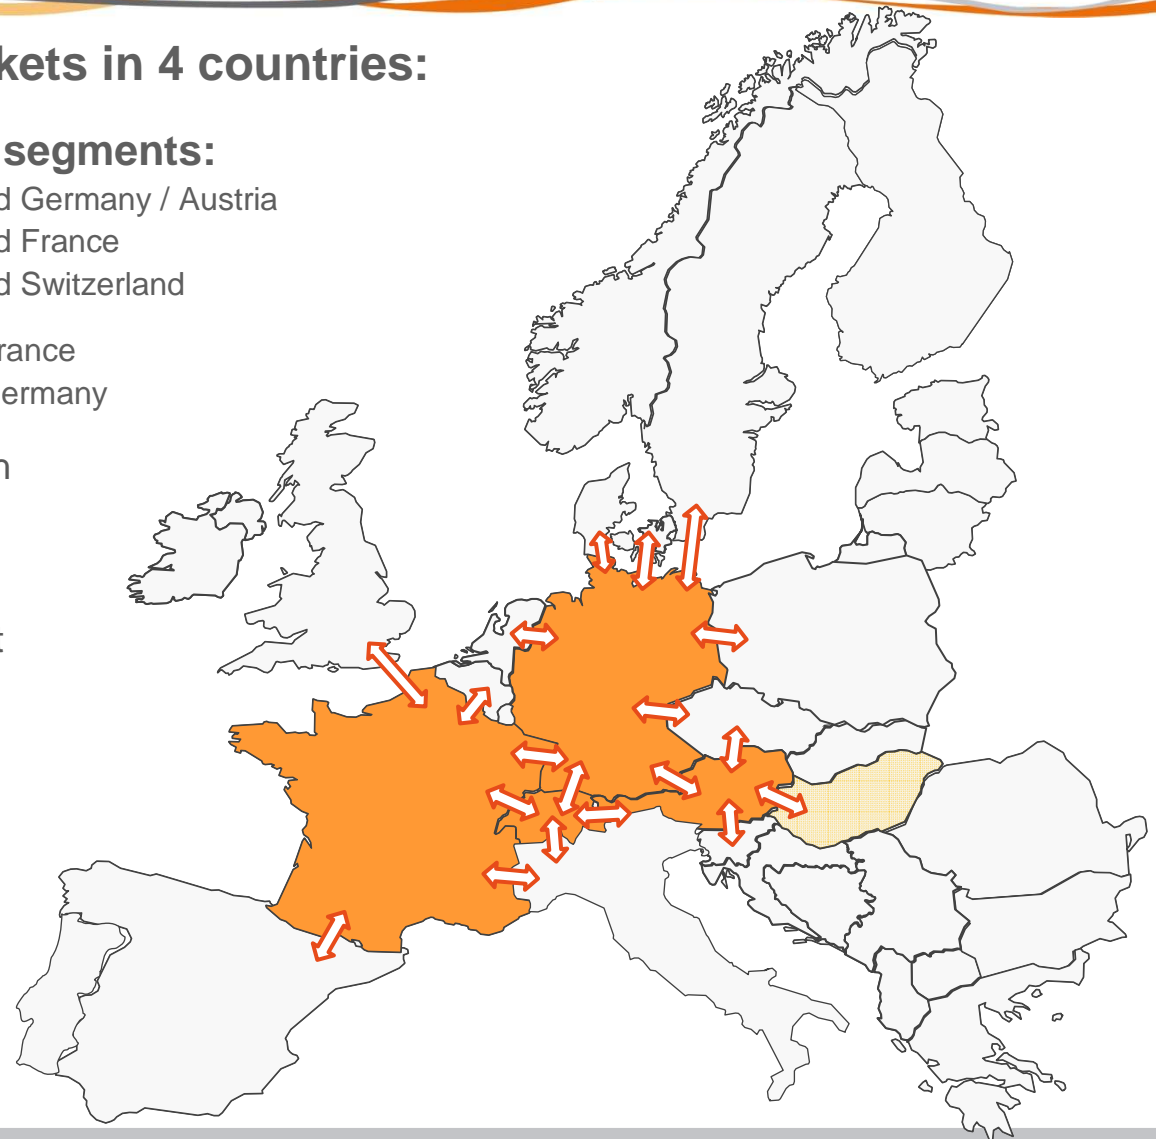 kets in 4 countries:
segments:
d Germany / Austria
d France
d Switzerland
rance
ermany
n
t